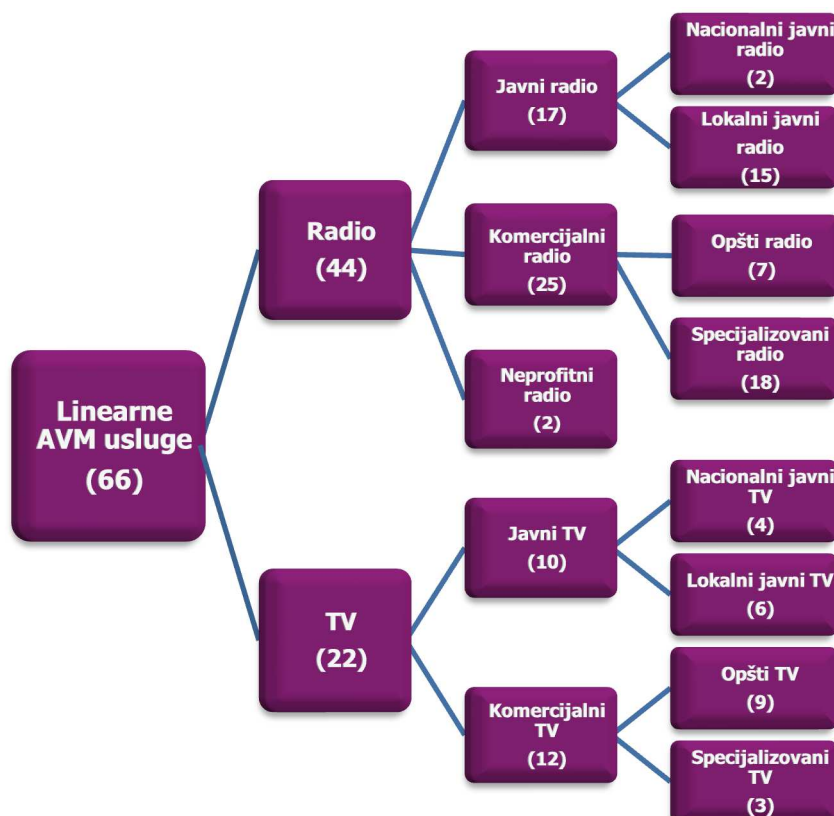 Linearne
AVM usluge
(66)
Radio
(44)
TV
(22)
Javni radio
(17)
Komercijalni
radio
(25)
Neprofitni
radio
(2)
Javni TV
(10)
Komercijalni
TV
(12)
Nacionalni javni
radio
(2)
Lokalni javni
radio
(15)
Opšti radio
(7)
Specijalizovani
radio
(18)
Nacionalni javni
TV
(4)
Lokalni javni TV
(6)
Opšti TV
(9)
Specijalizovani
TV
(3)